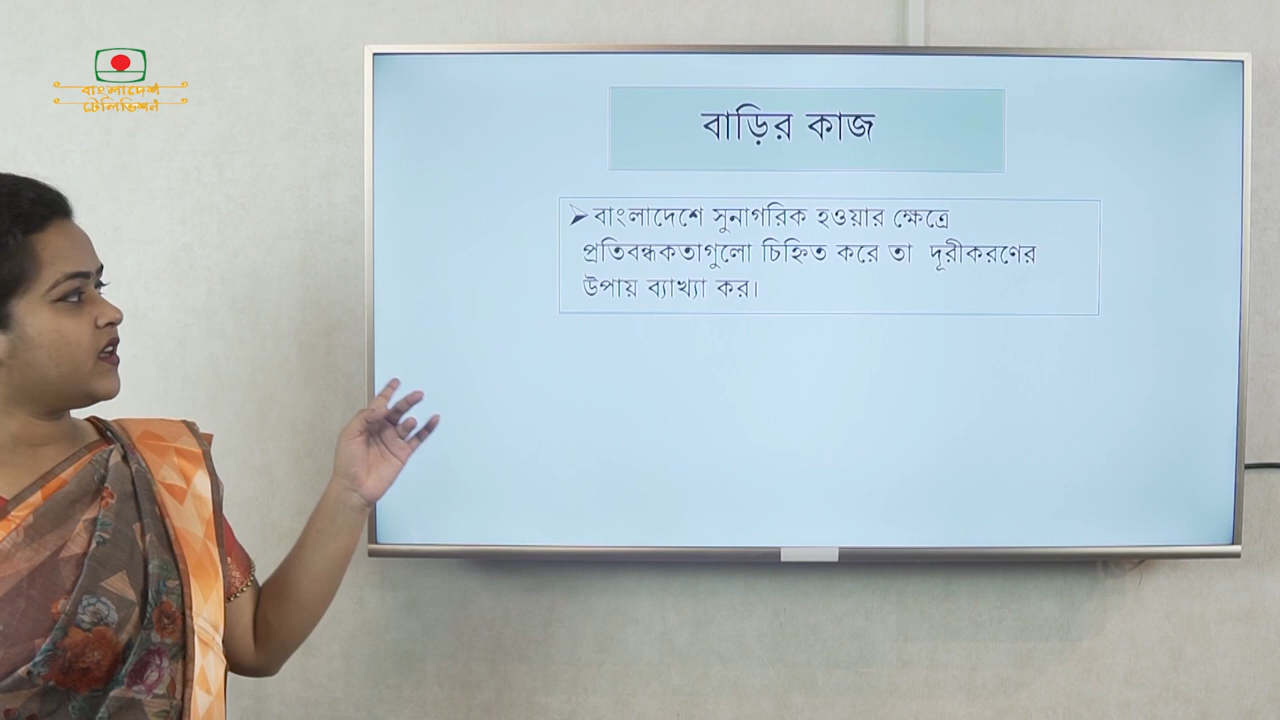 বাংলাদেশ
টেলিভিশন
বাড়ির কাজ
➢বাংলাদেশে সুনাগরিক হওয়ার ক্ষেত্রে
প্রতিবন্ধকতাগুলো চিহ্নিত করে তা দূরীকরণের
উপায় ব্যাখ্যা কর।